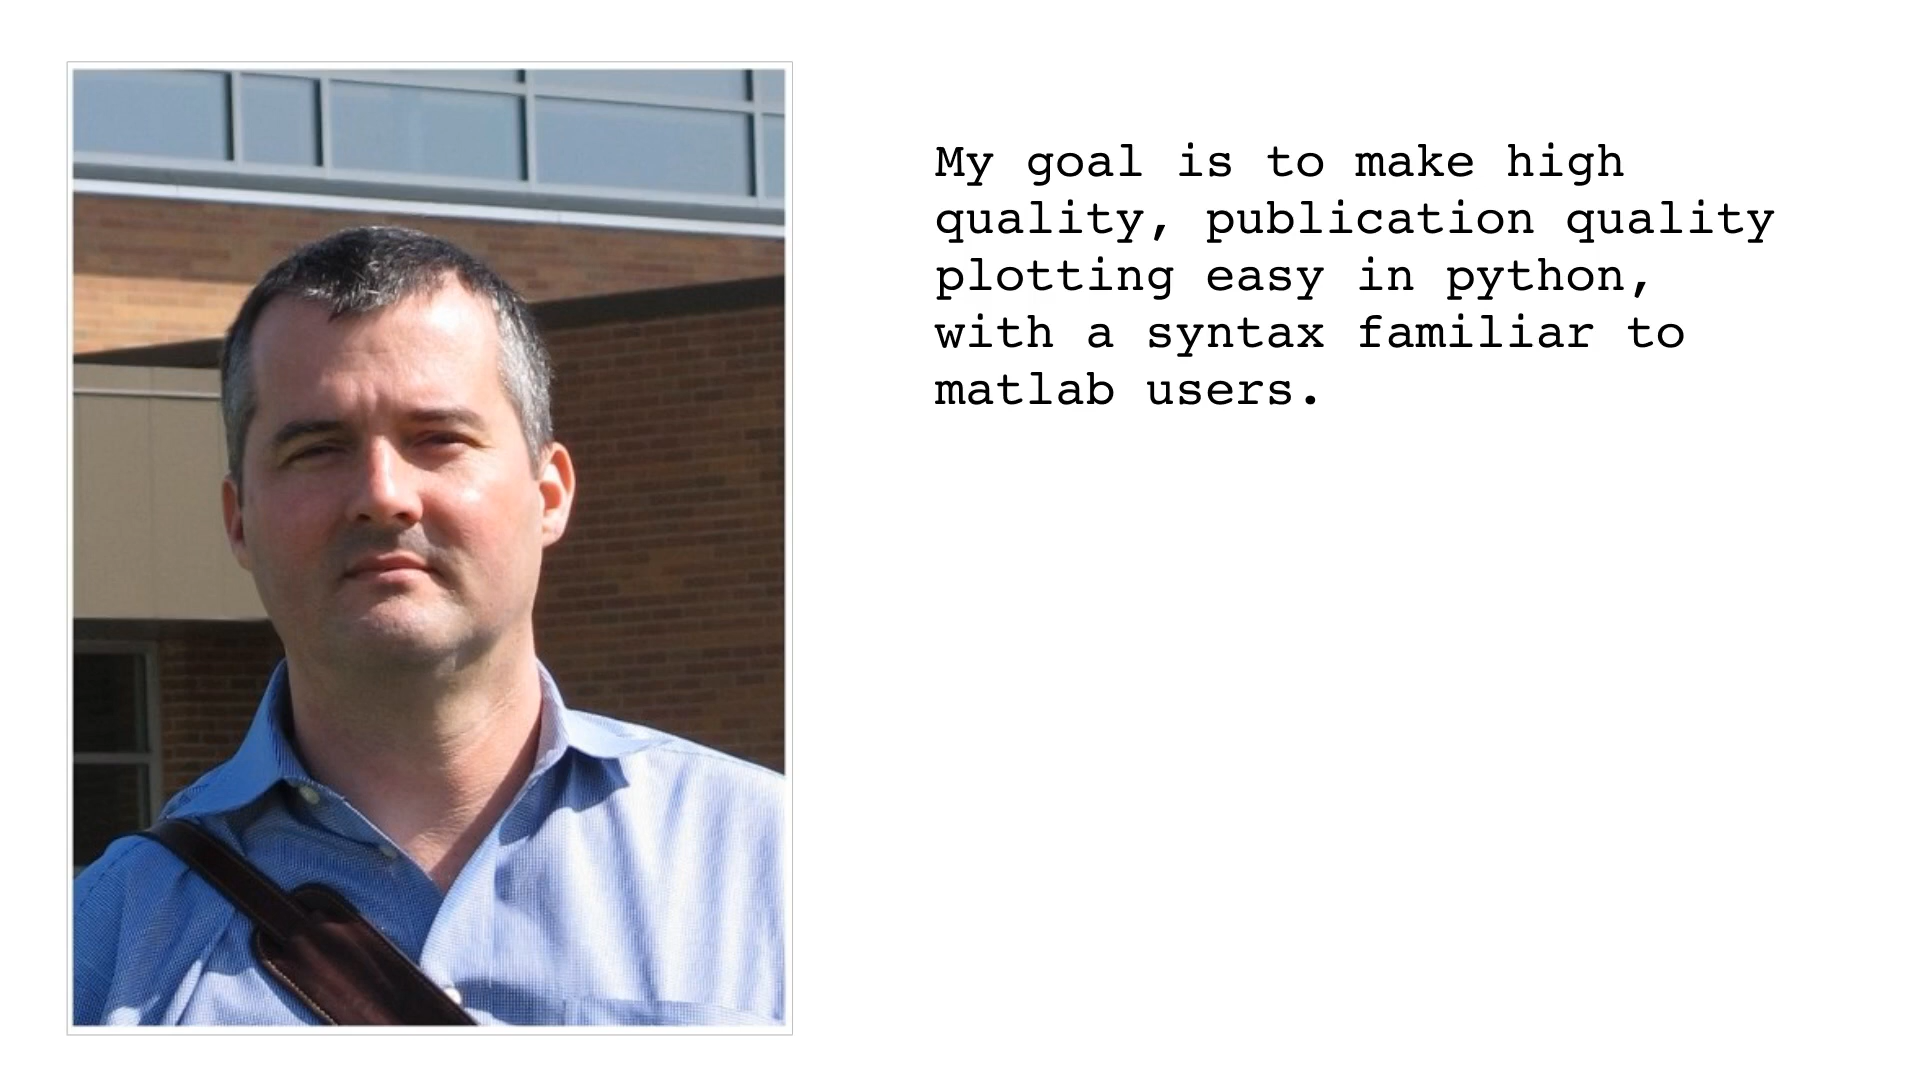 My goal is to make high
quality, publication quality
plotting easy in python,
with a syntax familiar to
matlab users.